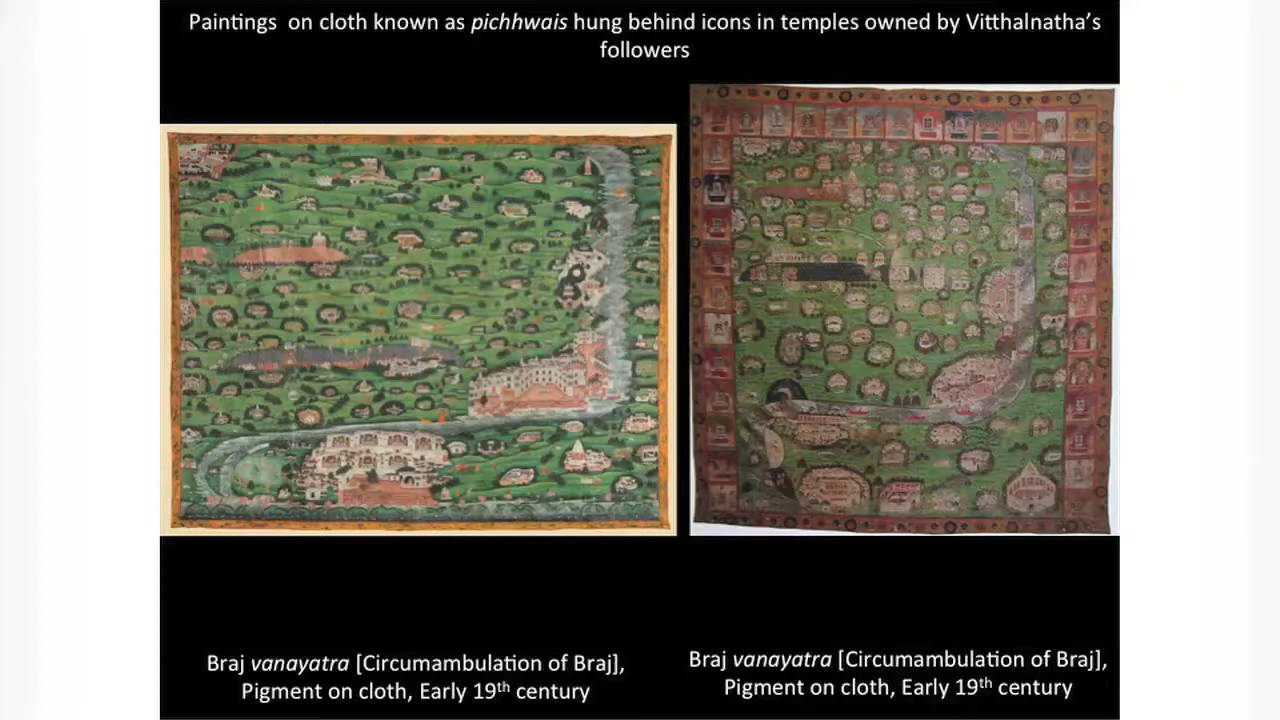 Paintings on cloth known as pichhwais hung behind icons in temples owned by Vitthalnatha's
followers
Braj vanayatra [Circumambulation of Braj],
Pigment on cloth, Early 19th century
Braj vanayatra [Circumambulation of Braj],
Pigment on cloth, Early 19th century